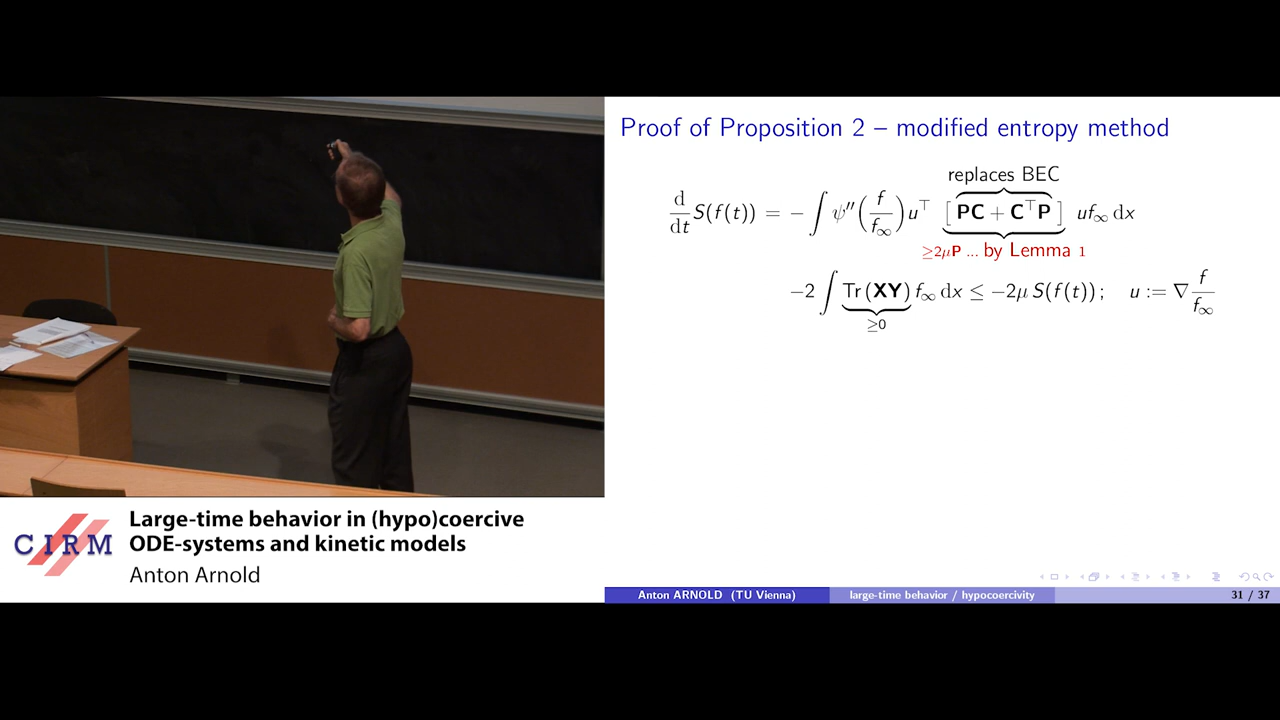 Proof of Proposition 2 – modified entropy method
replaces BEC
d/dt S(f(t)) = − ∫ ψ″(f/f∞) u⊤ [PC + C⊤P] u f∞ dx
≥2μP ... by Lemma 1
−2 ∫ Tr(XY) f∞ dx ≤ −2μ S(f(t)) ; u := ∇ f/f∞
≥0
CIRM
Large-time behavior in (hypo)coercive
ODE-systems and kinetic models
Anton Arnold
Anton ARNOLD (TU Vienna) large-time behavior / hypocoercivity 31 / 37